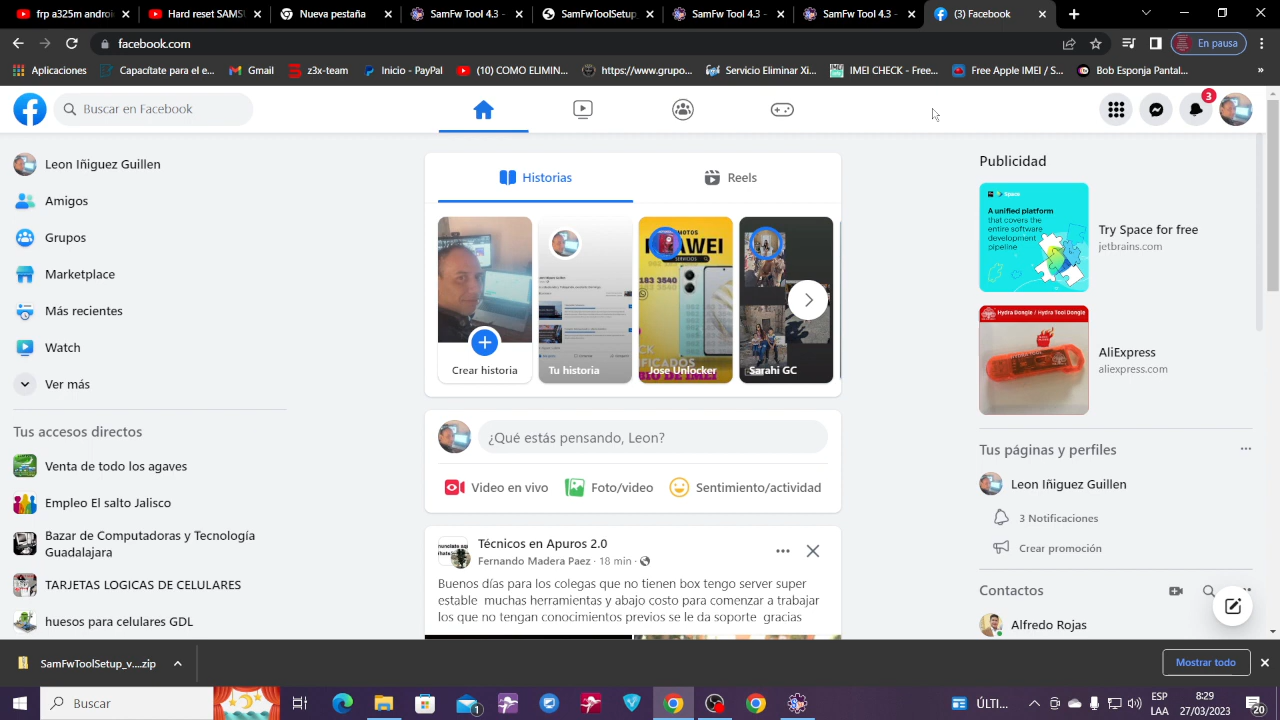 frp a325m androi
Hard reset SAMSU
Nueva pestaña
SamFw Tool 4.3 -
SamFwToolSetup_
SamFw Tool 4.3 -
SamFw Tool 4.3 -
(3) Facebook
facebook.com
En pausa
Aplicaciones
Capacítate para el e...
Gmail
z3x-team
Inicio - PayPal
(10) COMO ELIMIN...
https://www.grupo...
Servicio Eliminar Xi...
IMEI CHECK - Free...
Free Apple IMEI / S...
Bob Esponja Pantal...
»
Buscar en Facebook
3
Leon Iñiguez Guillen
Amigos
Grupos
Marketplace
Más recientes
Watch
Ver más
Tus accesos directos
Venta de todo los agaves
Empleo El salto Jalisco
Bazar de Computadoras y Tecnología
Guadalajara
TARJETAS LOGICAS DE CELULARES
huesos para celulares GDL
Historias
Reels
Crear historia
Tu historia
MOTOS
SERVICIOS
183 3540
Jose Unlocker
Sarahi GC
¿Qué estás pensando, Leon?
Video en vivo
Foto/video
Sentimiento/actividad
Técnicos en Apuros 2.0
Fernando Madera Paez · 18 min ·
Buenos días para los colegas que no tienen box tengo server super
estable muchas herramientas y abajo costo para comenzar a trabajar
los que no tengan conocimientos previos se le da soporte gracias
Publicidad
Space
A unified platform
that covers the
entire software
development
pipeline
Try Space for free
jetbrains.com
Hydra Dongle / Hydra Tool Dongle
AliExpress
aliexpress.com
Tus páginas y perfiles
Leon Iñiguez Guillen
3 Notificaciones
Crear promoción
Contactos
Alfredo Rojas
SamFwToolSetup_v....zip
Mostrar todo
Buscar
1
ÚLTI...
ESP
LAA
8:29
27/03/2023
20